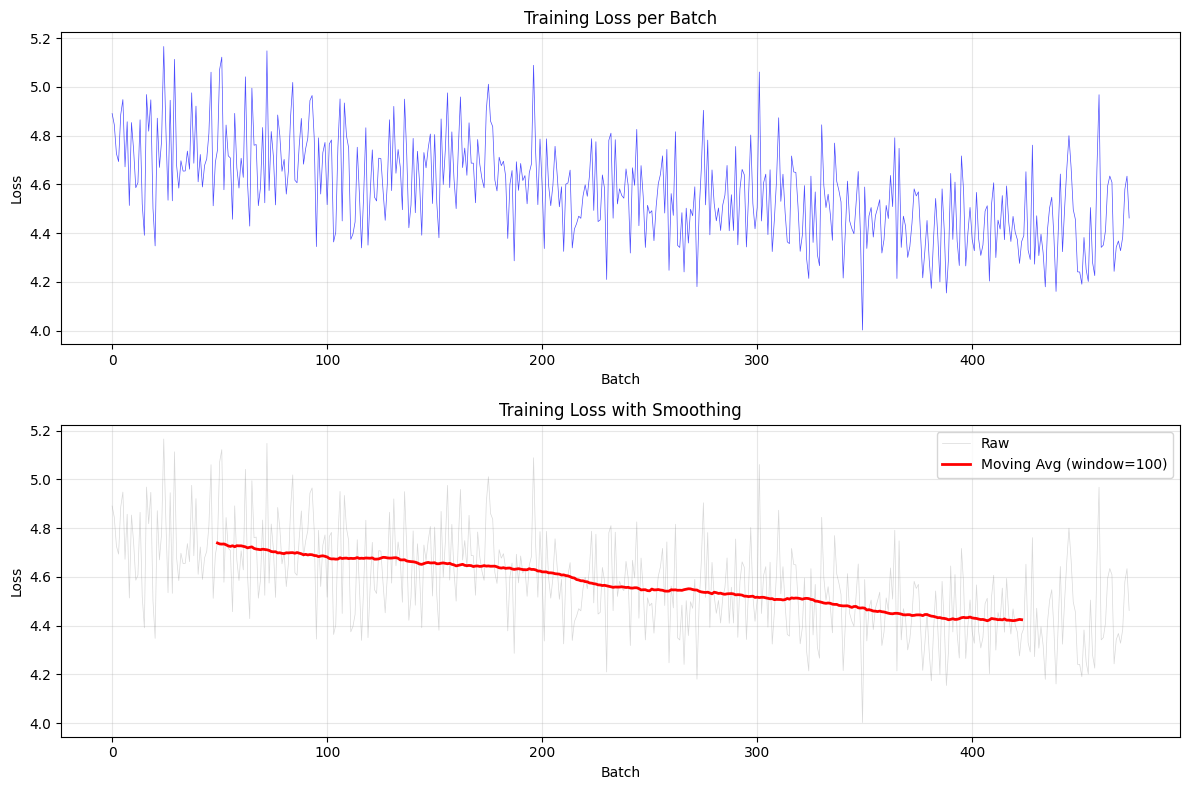 Training Loss per Batch
5.2
5.0
4.8
4.6
4.4
4.2
4.0
Loss
0 100 200 300 400
Batch
Training Loss with Smoothing
Raw
Moving Avg (window=100)
5.2
5.0
4.8
4.6
4.4
4.2
4.0
Loss
0 100 200 300 400
Batch